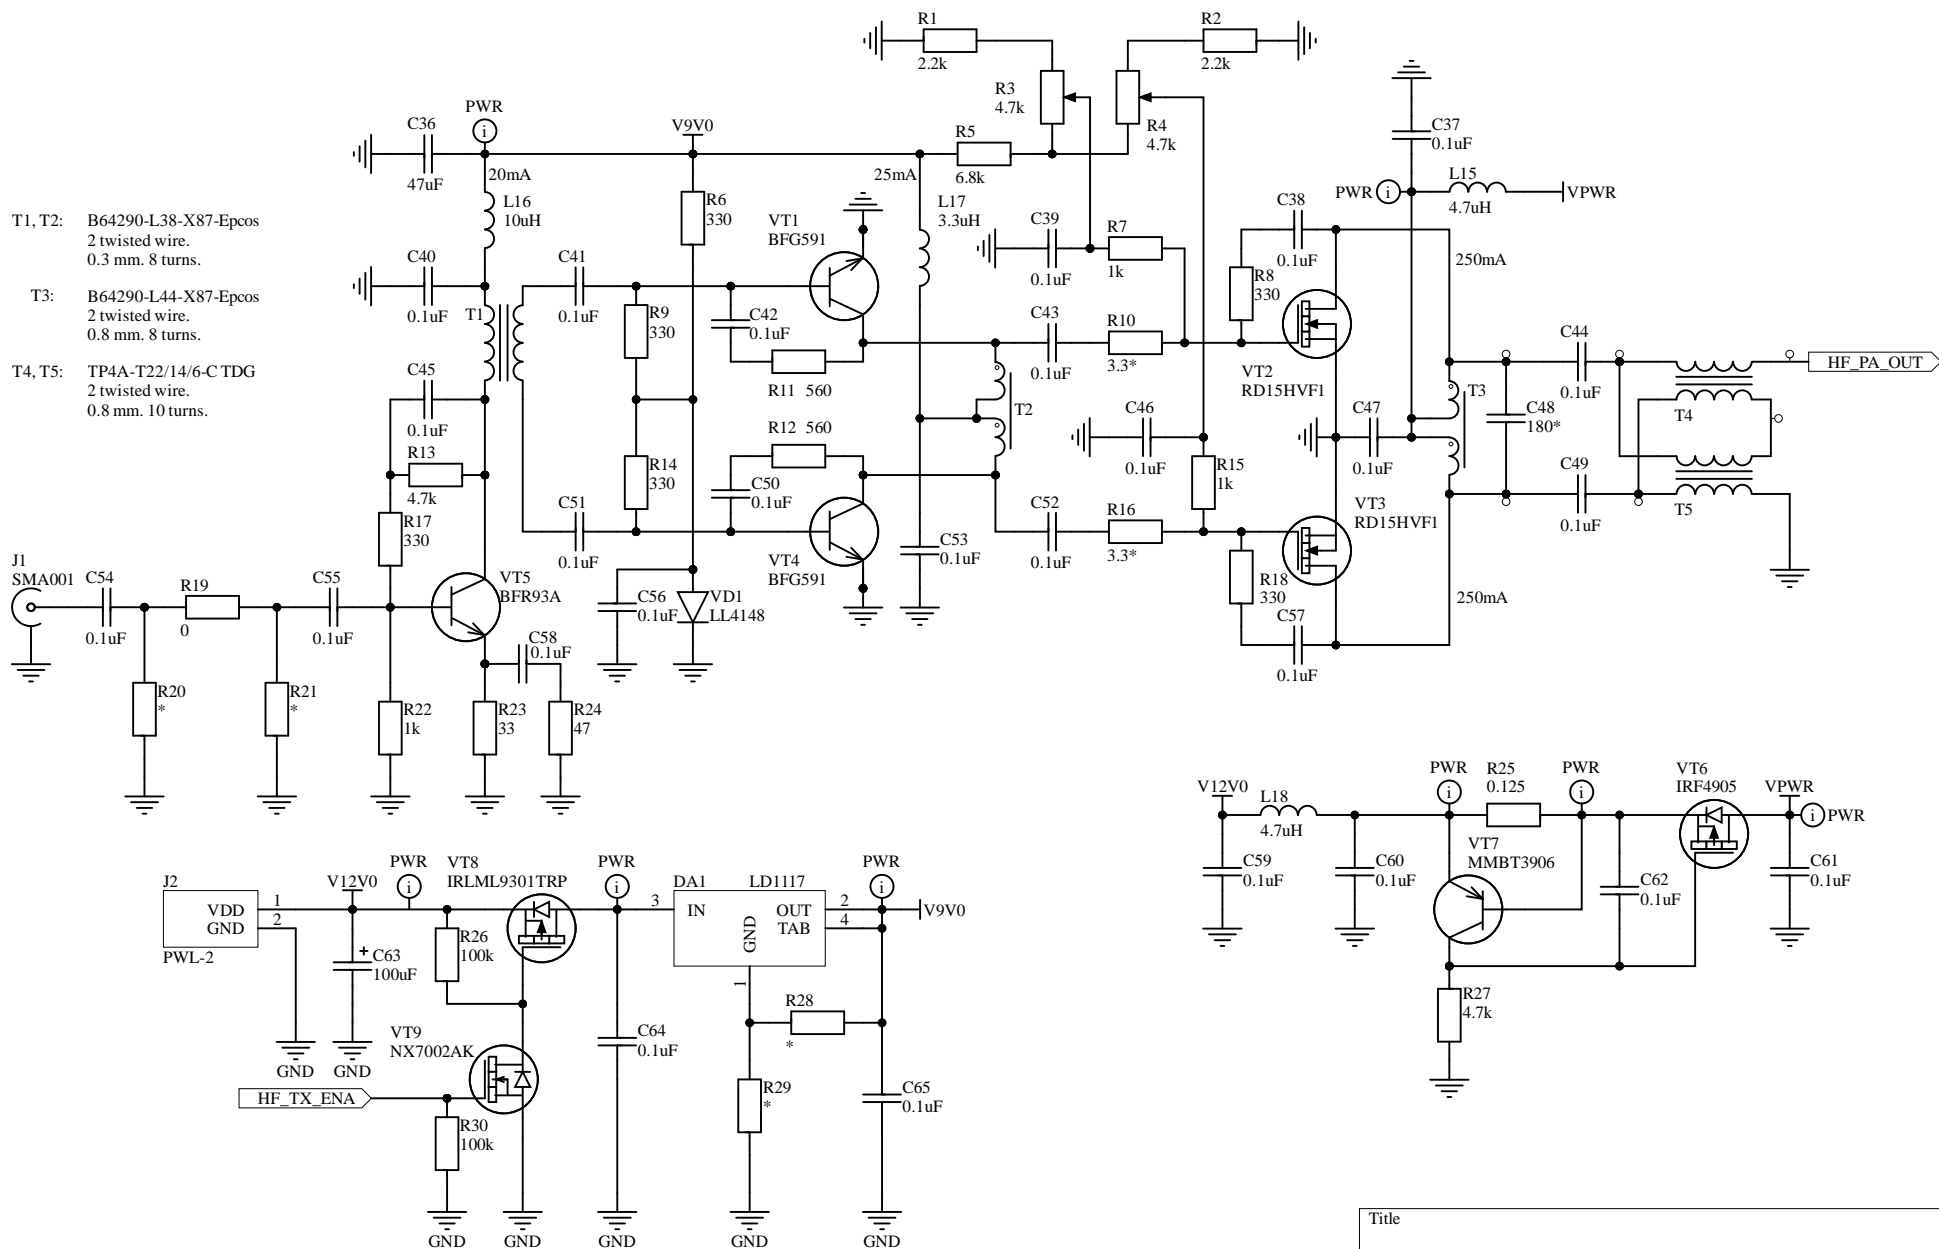 R1
2.2k
R2
2.2k
R3
4.7k
R4
4.7k
PWR
i
C36
47uF
V9V0
R5
6.8k
20mA
25mA
L16
10uH
R6
330
L17
3.3uH
C37
0.1uF
PWR
i
L15
4.7uH
VPWR
T1, T2: B64290-L38-X87-Epcos
2 twisted wire.
0.3 mm. 8 turns.
T3: B64290-L44-X87-Epcos
2 twisted wire.
0.8 mm. 8 turns.
T4, T5: TP4A-T22/14/6-C TDG
2 twisted wire.
0.8 mm. 10 turns.
VT1
BFG591
C39
0.1uF
R7
1k
C38
0.1uF
250mA
C40
0.1uF
C41
0.1uF
T1
R9
330
C42
0.1uF
R11 560
C43
0.1uF
R10
3.3*
R8
330
VT2
RD15HVF1
C44
0.1uF
HF_PA_OUT
C45
0.1uF
T2
T3
C48
180*
T4
R12 560
C46
0.1uF
C47
0.1uF
R13
4.7k
R14
330
C50
0.1uF
R15
1k
C49
0.1uF
T5
R17
330
C51
0.1uF
VT4
BFG591
C53
0.1uF
C52
0.1uF
R16
3.3*
VT3
RD15HVF1
J1
SMA001
C54
0.1uF
R19
0
C55
0.1uF
VT5
BFR93A
C56
0.1uF
VD1
LL4148
R18
330
C57
0.1uF
250mA
C58
0.1uF
R20
*
R21
*
R22
1k
R23
33
R24
47
V12V0
L18
4.7uH
PWR
i
R25
0.125
PWR
i
VT6
IRF4905
VPWR
i
PWR
C59
0.1uF
C60
0.1uF
VT7
MMBT3906
C62
0.1uF
C61
0.1uF
R27
4.7k
J2
VDD
GND
1
2
PWL-2
V12V0
PWR
i
VT8
IRLML9301TRP
PWR
i
DA1
LD1117
3
IN
OUT
TAB
GND
2
4
1
PWR
i
V9V0
C63
+
100uF
R26
100k
GND
GND
VT9
NX7002AK
C64
0.1uF
R28
*
HF_TX_ENA
R29
*
C65
0.1uF
R30
100k
GND
GND
GND
GND
GND
Title